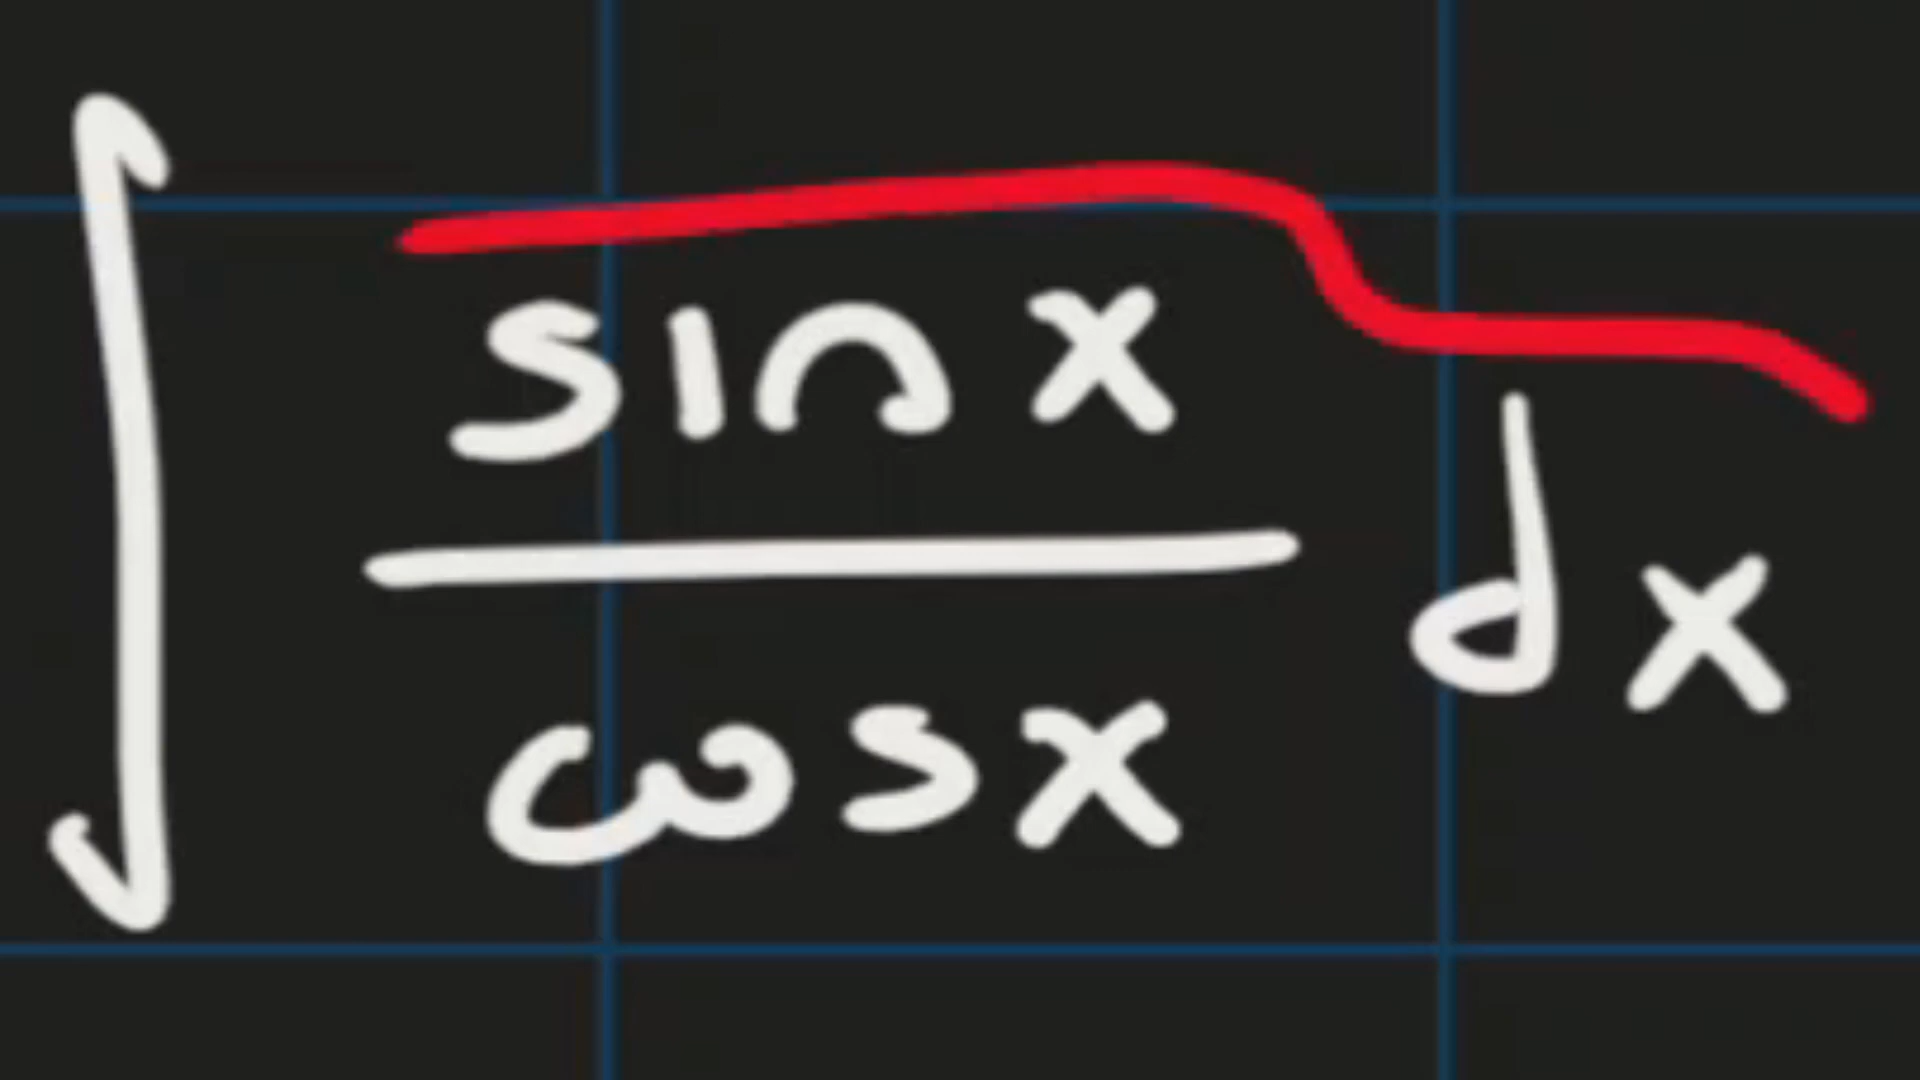 ∫ sin x / cos x dx